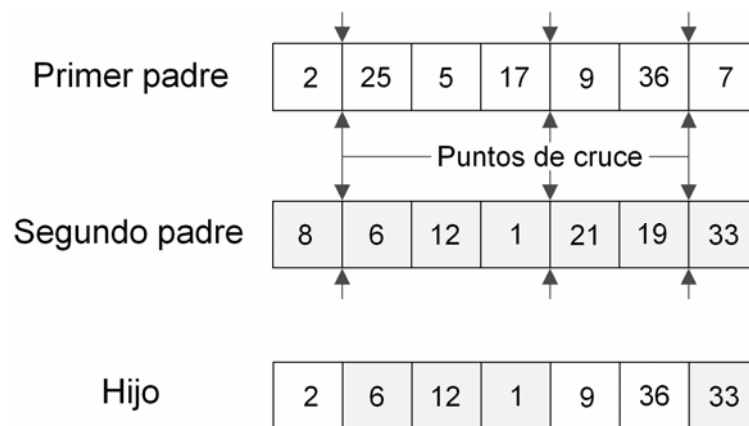 Primer padre 2 25 5 17 9 36 7
Puntos de cruce
Segundo padre 8 6 12 1 21 19 33
Hijo 2 6 12 1 9 36 33